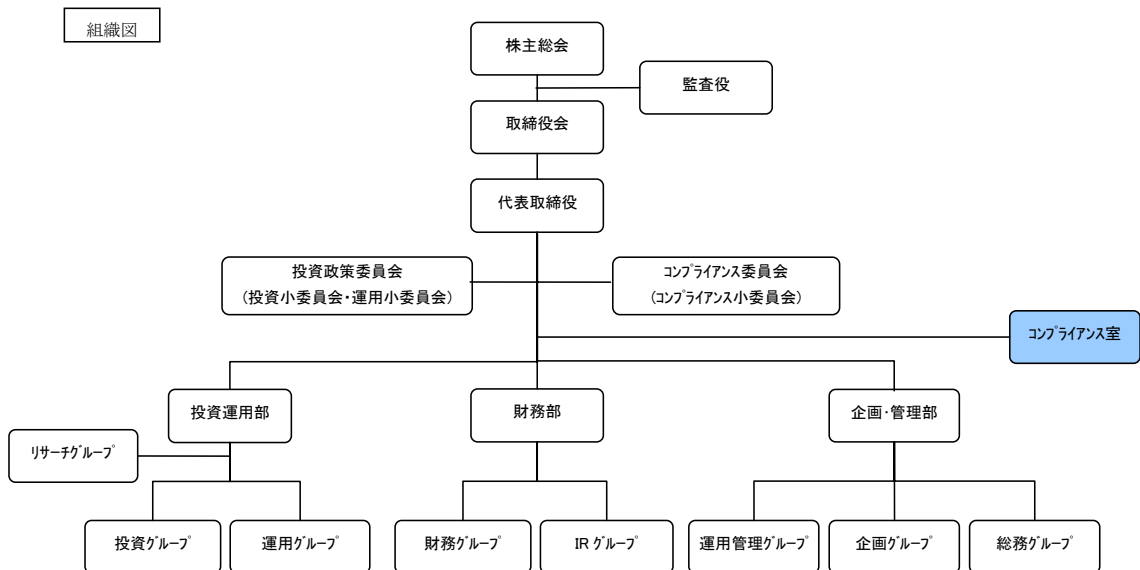 組織図
株主総会
監査役
取締役会
代表取締役
投資政策委員会
(投資小委員会・運用小委員会)
ｺﾝﾌﾟﾗｲｱﾝｽ委員会
(ｺﾝﾌﾟﾗｲｱﾝｽ小委員会)
ｺﾝﾌﾟﾗｲｱﾝｽ室
投資運用部
財務部
企画･管理部
ﾘｻｰﾁｸﾞﾙｰﾌﾟ
投資ｸﾞﾙｰﾌﾟ
運用ｸﾞﾙｰﾌﾟ
財務ｸﾞﾙｰﾌﾟ
IR ｸﾞﾙｰﾌﾟ
運用管理ｸﾞﾙｰﾌﾟ
企画ｸﾞﾙｰﾌﾟ
総務ｸﾞﾙｰﾌﾟ